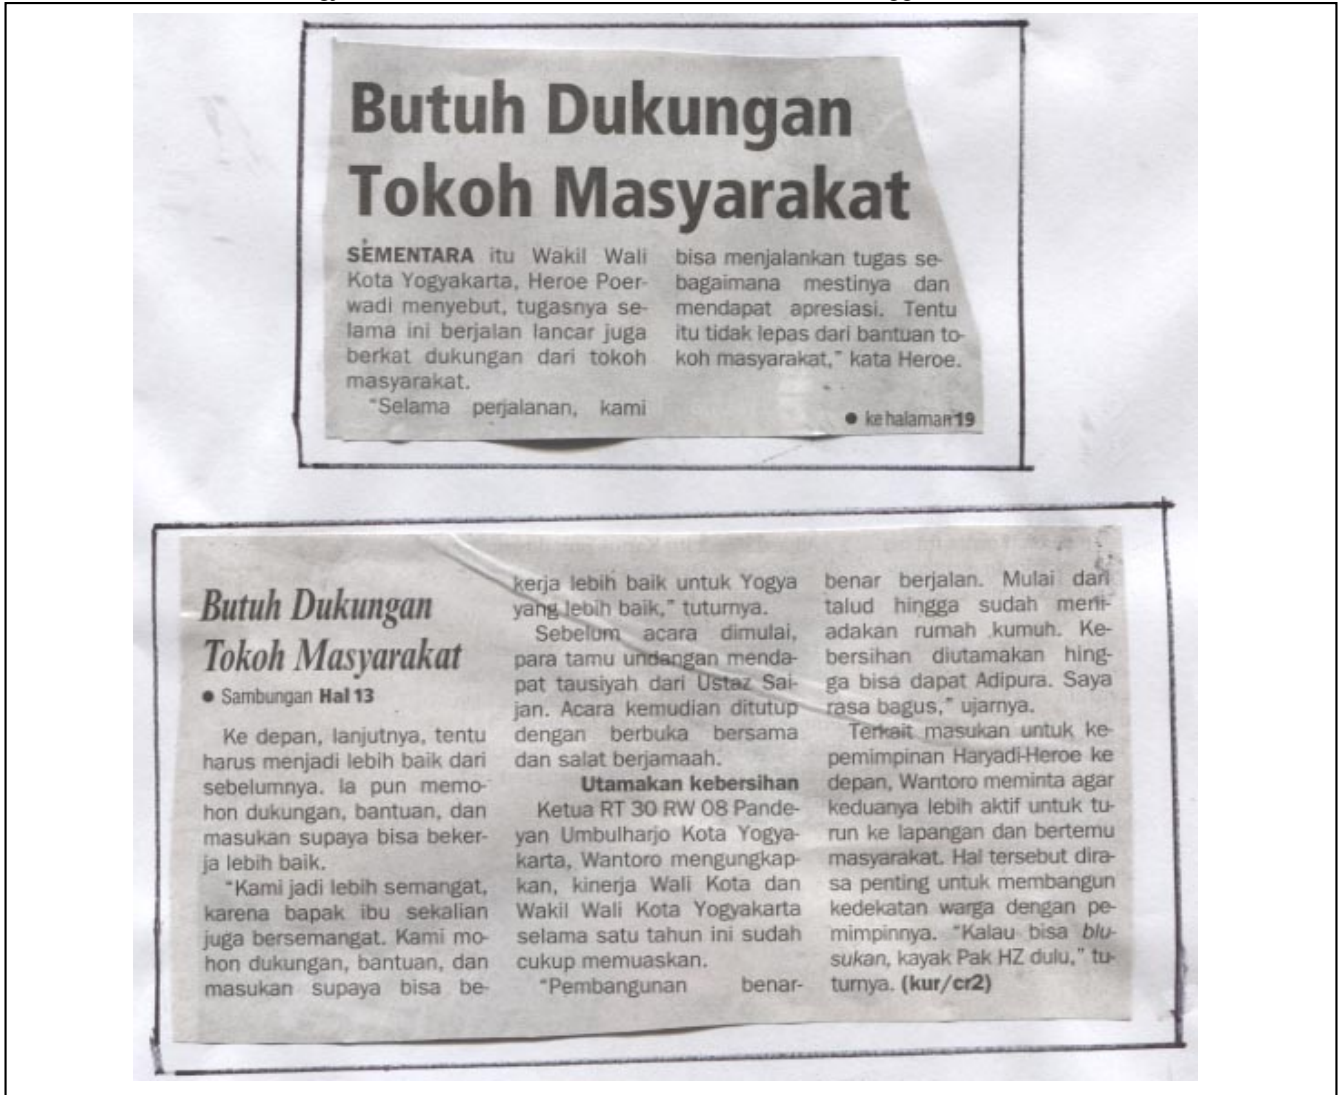 Butuh Dukungan
Tokoh Masyarakat
SEMENTARA itu Wakil Wali
Kota Yogyakarta, Heroe Poer-
wadi menyebut, tugasnya se-
lama ini berjalan lancar juga
berkat dukungan dari tokoh
masyarakat.
"Selama perjalanan, kami
bisa menjalankan tugas se-
bagaimana mestinya dan
mendapat apresiasi. Tentu
itu tidak lepas dari bantuan to-
koh masyarakat," kata Heroe.
● ke halaman 19
Butuh Dukungan
Tokoh Masyarakat
● Sambungan Hal 13
Ke depan, lanjutnya, tentu
harus menjadi lebih baik dari
sebelumnya. Ia pun memo-
hon dukungan, bantuan, dan
masukan supaya bisa beker-
ja lebih baik.
"Kami jadi lebih semangat,
karena bapak ibu sekalian
juga bersemangat. Kami mo-
hon dukungan, bantuan, dan
masukan supaya bisa be-
kerja lebih baik untuk Yogya
yang lebih baik," tuturnya.
Sebelum acara dimulai,
para tamu undangan menda-
pat tausiyah dari Ustaz Sai-
jan. Acara kemudian ditutup
dengan berbuka bersama
dan salat berjamaah.
Utamakan kebersihan
Ketua RT 30 RW 08 Pande-
yan Umbulharjo Kota Yogya-
karta, Wantoro mengungkap-
kan, kinerja Wali Kota dan
Wakil Wali Kota Yogyakarta
selama satu tahun ini sudah
cukup memuaskan.
"Pembangunan benar-
benar berjalan. Mulai dari
talud hingga sudah meni-
adakan rumah kumuh. Ke-
bersihan diutamakan hing-
ga bisa dapat Adipura. Saya
rasa bagus," ujarnya.
Terkait masukan untuk ke-
pemimpinan Haryadi-Heroe ke
depan, Wantoro meminta agar
keduanya lebih aktif untuk tu-
run ke lapangan dan bertemu
masyarakat. Hal tersebut dira-
sa penting untuk membangun
kedekatan warga dengan pe-
mimpinnya. "Kalau bisa blu-
sukan, kayak Pak HZ dulu," tu-
turnya. (kur/cr2)